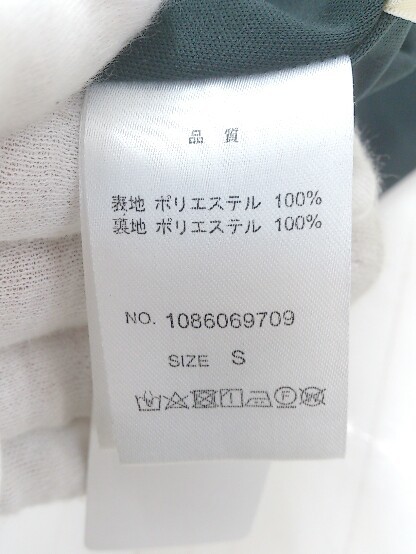 品質
表地 ポリエステル 100%
裏地 ポリエステル 100%
NO. 1086069709
SIZE S
F